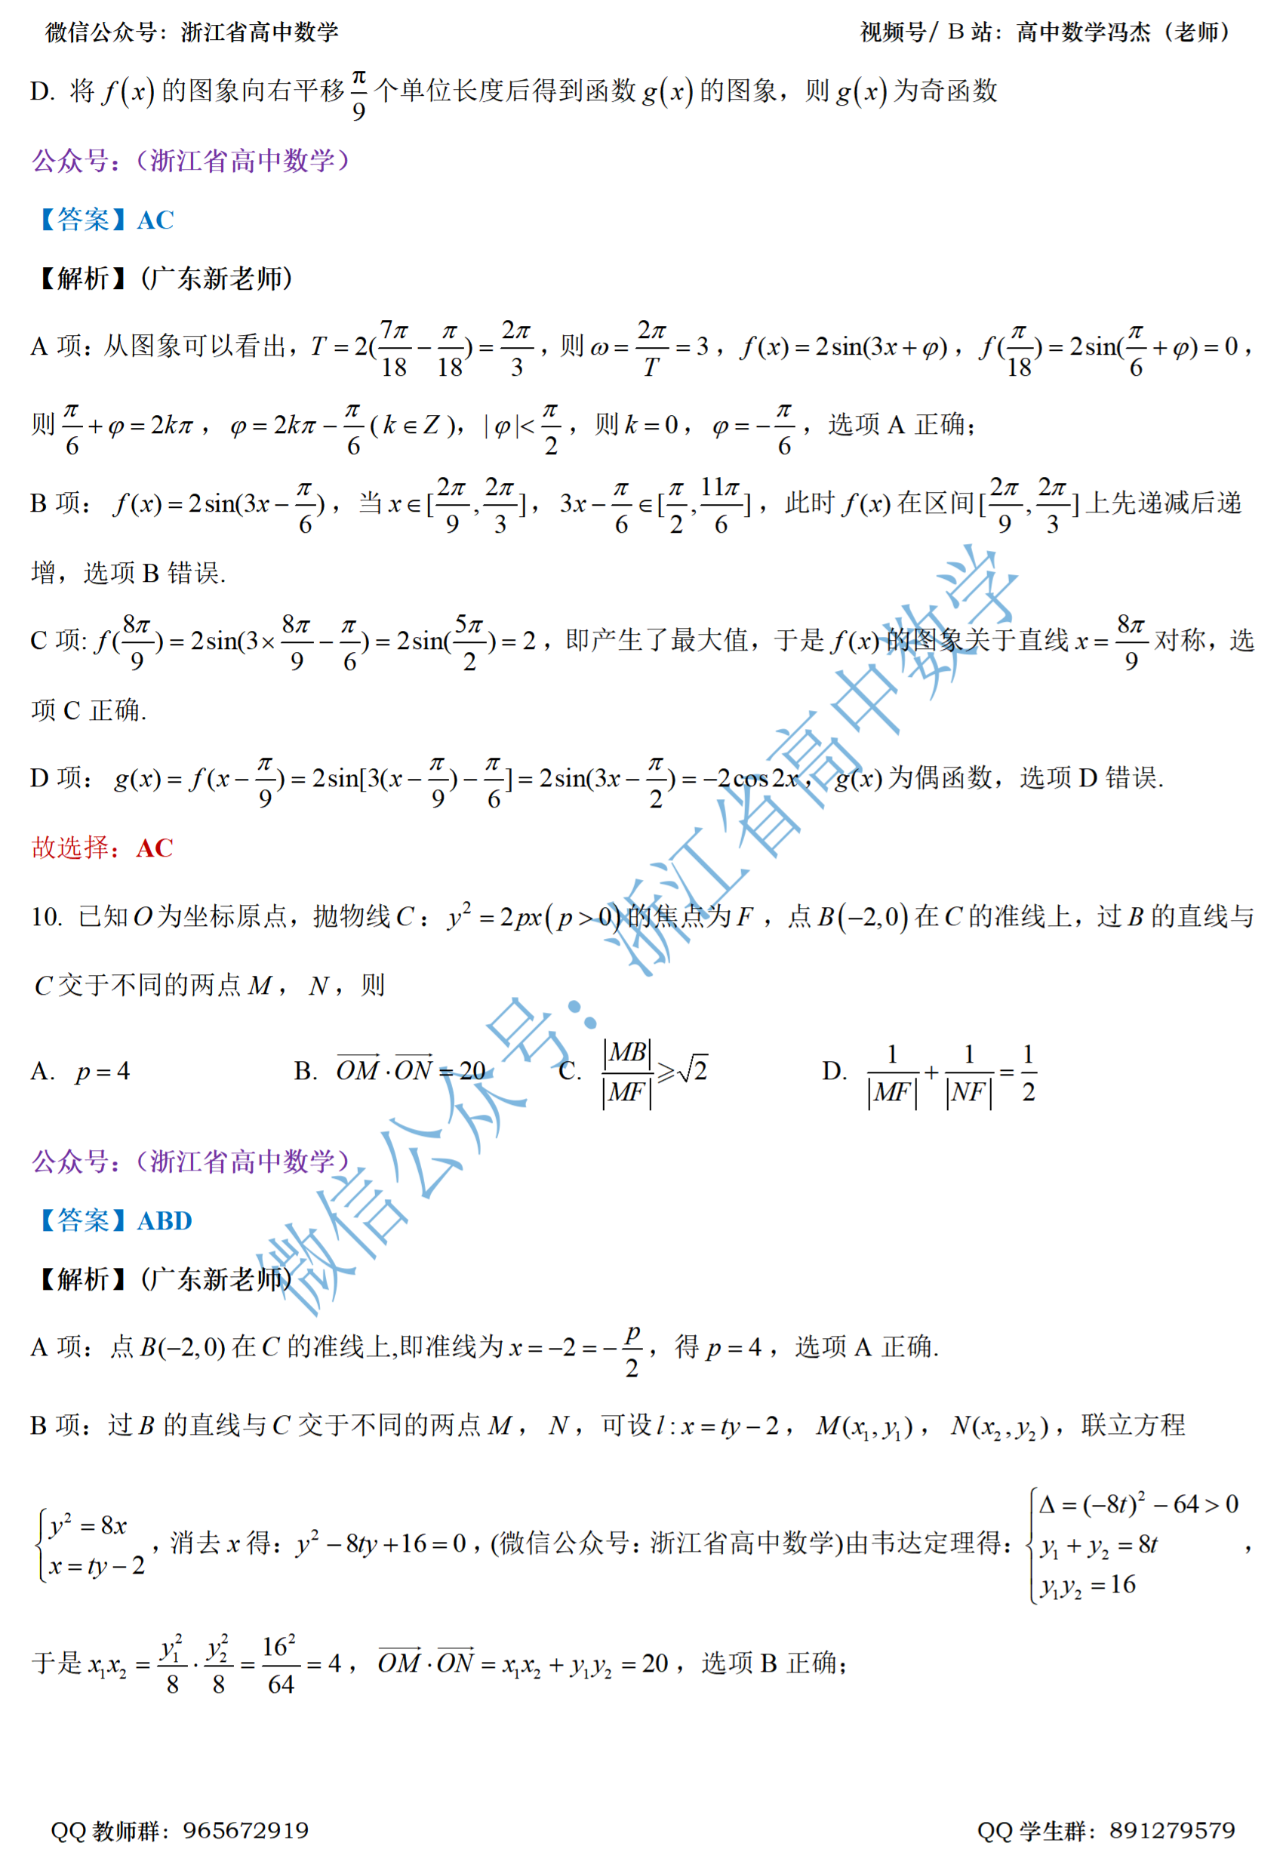 微信公众号：浙江省高中数学 视频号/ B 站：高中数学冯杰（老师）
D. 将 f(x) 的图象向右平移 π/9 个单位长度后得到函数 g(x) 的图象，则 g(x) 为奇函数
公众号：（浙江省高中数学）
【答案】AC
【解析】(广东新老师)
A 项：从图象可以看出，T = 2(7π/18 − π/18) = 2π/3，则 ω = 2π/T = 3，f(x) = 2sin(3x + φ)，f(π/18) = 2sin(π/6 + φ) = 0，
则 π/6 + φ = 2kπ，φ = 2kπ − π/6 (k ∈ Z)，|φ|< π/2，则 k = 0，φ = −π/6，选项 A 正确；
B 项：f(x) = 2sin(3x − π/6)，当 x ∈ [2π/9, 2π/3]，3x − π/6 ∈ [π/2, 11π/6]，此时 f(x) 在区间 [2π/9, 2π/3] 上先递减后递
增，选项 B 错误.
C 项: f(8π/9) = 2sin(3× 8π/9 − π/6) = 2sin(5π/2) = 2，即产生了最大值，于是 f(x) 的图象关于直线 x = 8π/9 对称，选
项 C 正确.
D 项：g(x) = f(x − π/9) = 2sin[3(x − π/9) − π/6] = 2sin(3x − π/2) = −2cos2x，g(x) 为偶函数，选项 D 错误.
故选择：AC
10. 已知 O 为坐标原点，抛物线 C：y² = 2px(p > 0) 的焦点为 F，点 B(−2,0) 在 C 的准线上，过 B 的直线与
C 交于不同的两点 M，N，则
A. p = 4 B. →OM · →ON = 20 C. |MB|/|MF| ⩾ √2 D. 1/|MF| + 1/|NF| = 1/2
公众号：（浙江省高中数学）
【答案】ABD
【解析】(广东新老师)
A 项：点 B(−2,0) 在 C 的准线上,即准线为 x = −2 = −p/2，得 p = 4，选项 A 正确.
B 项：过 B 的直线与 C 交于不同的两点 M，N，可设 l : x = ty − 2，M(x₁, y₁)，N(x₂, y₂)，联立方程
{y² = 8x, x = ty − 2，消去 x 得：y² − 8ty + 16 = 0，(微信公众号：浙江省高中数学)由韦达定理得：{Δ = (−8t)² − 64 > 0, y₁ + y₂ = 8t, y₁y₂ = 16，
于是 x₁x₂ = y₁²/8 · y₂²/8 = 16²/64 = 4，→OM · →ON = x₁x₂ + y₁y₂ = 20，选项 B 正确；
微信公众号：浙江省高中数学
QQ 教师群：965672919 QQ 学生群：891279579